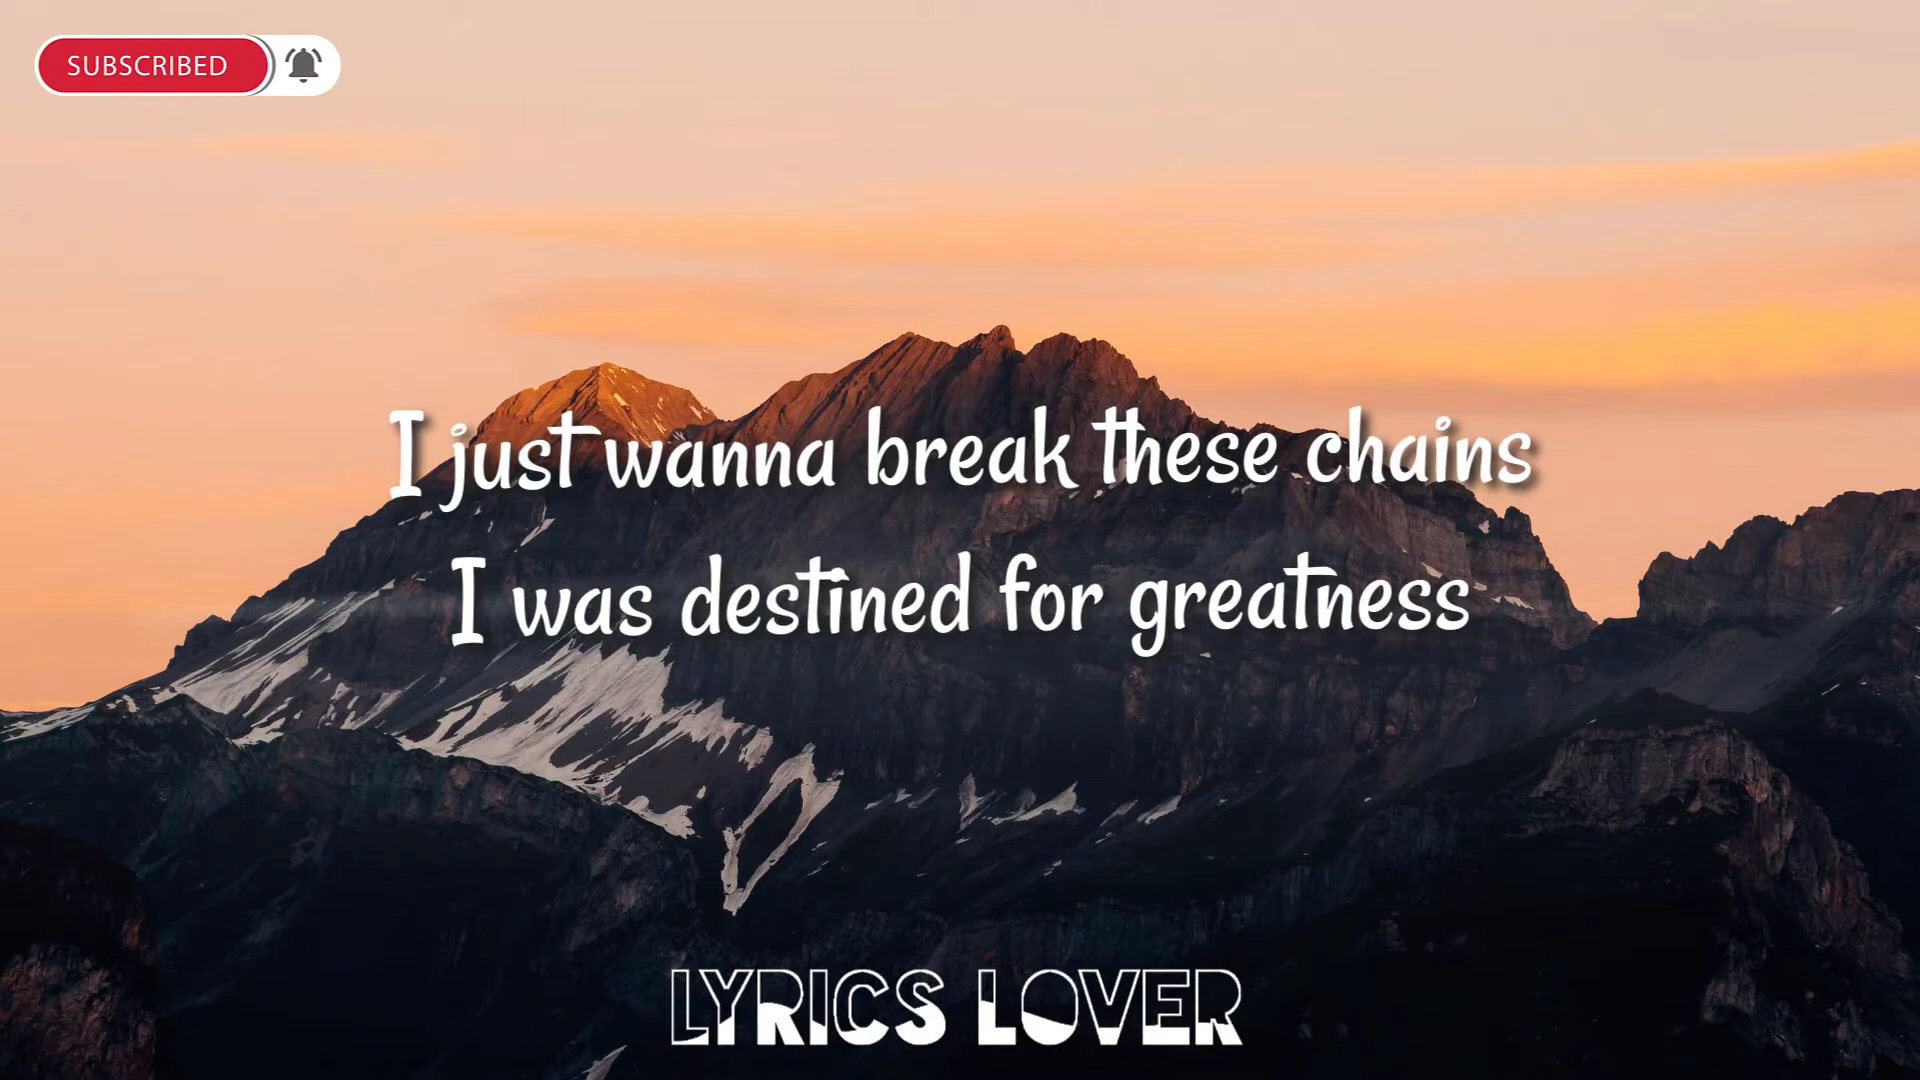 SUBSCRIBED
I just wanna break these chains
I was destined for greatness
LYRICS LOVER